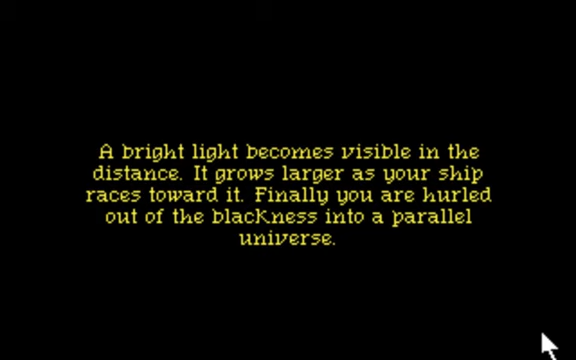 A bright light becomes visible in the
distance. It grows larger as your ship
races toward it. Finally you are hurled
out of the blackness into a parallel
universe.